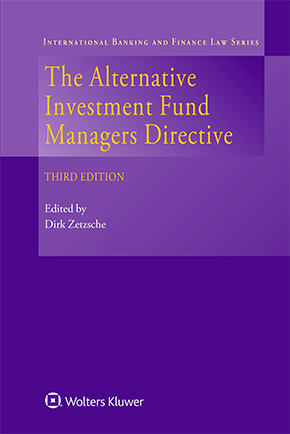 International Banking and Finance Law Series
The Alternative
Investment Fund
Managers Directive
THIRD EDITION
Edited by
Dirk Zetzsche
Wolters Kluwer